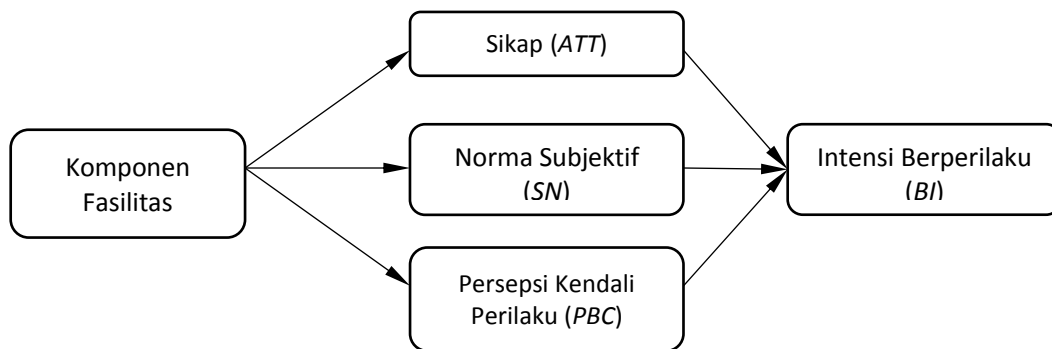 Sikap (ATT)
Komponen
Fasilitas
Norma Subjektif
(SN)
Intensi Berperilaku
(BI)
Persepsi Kendali
Perilaku (PBC)